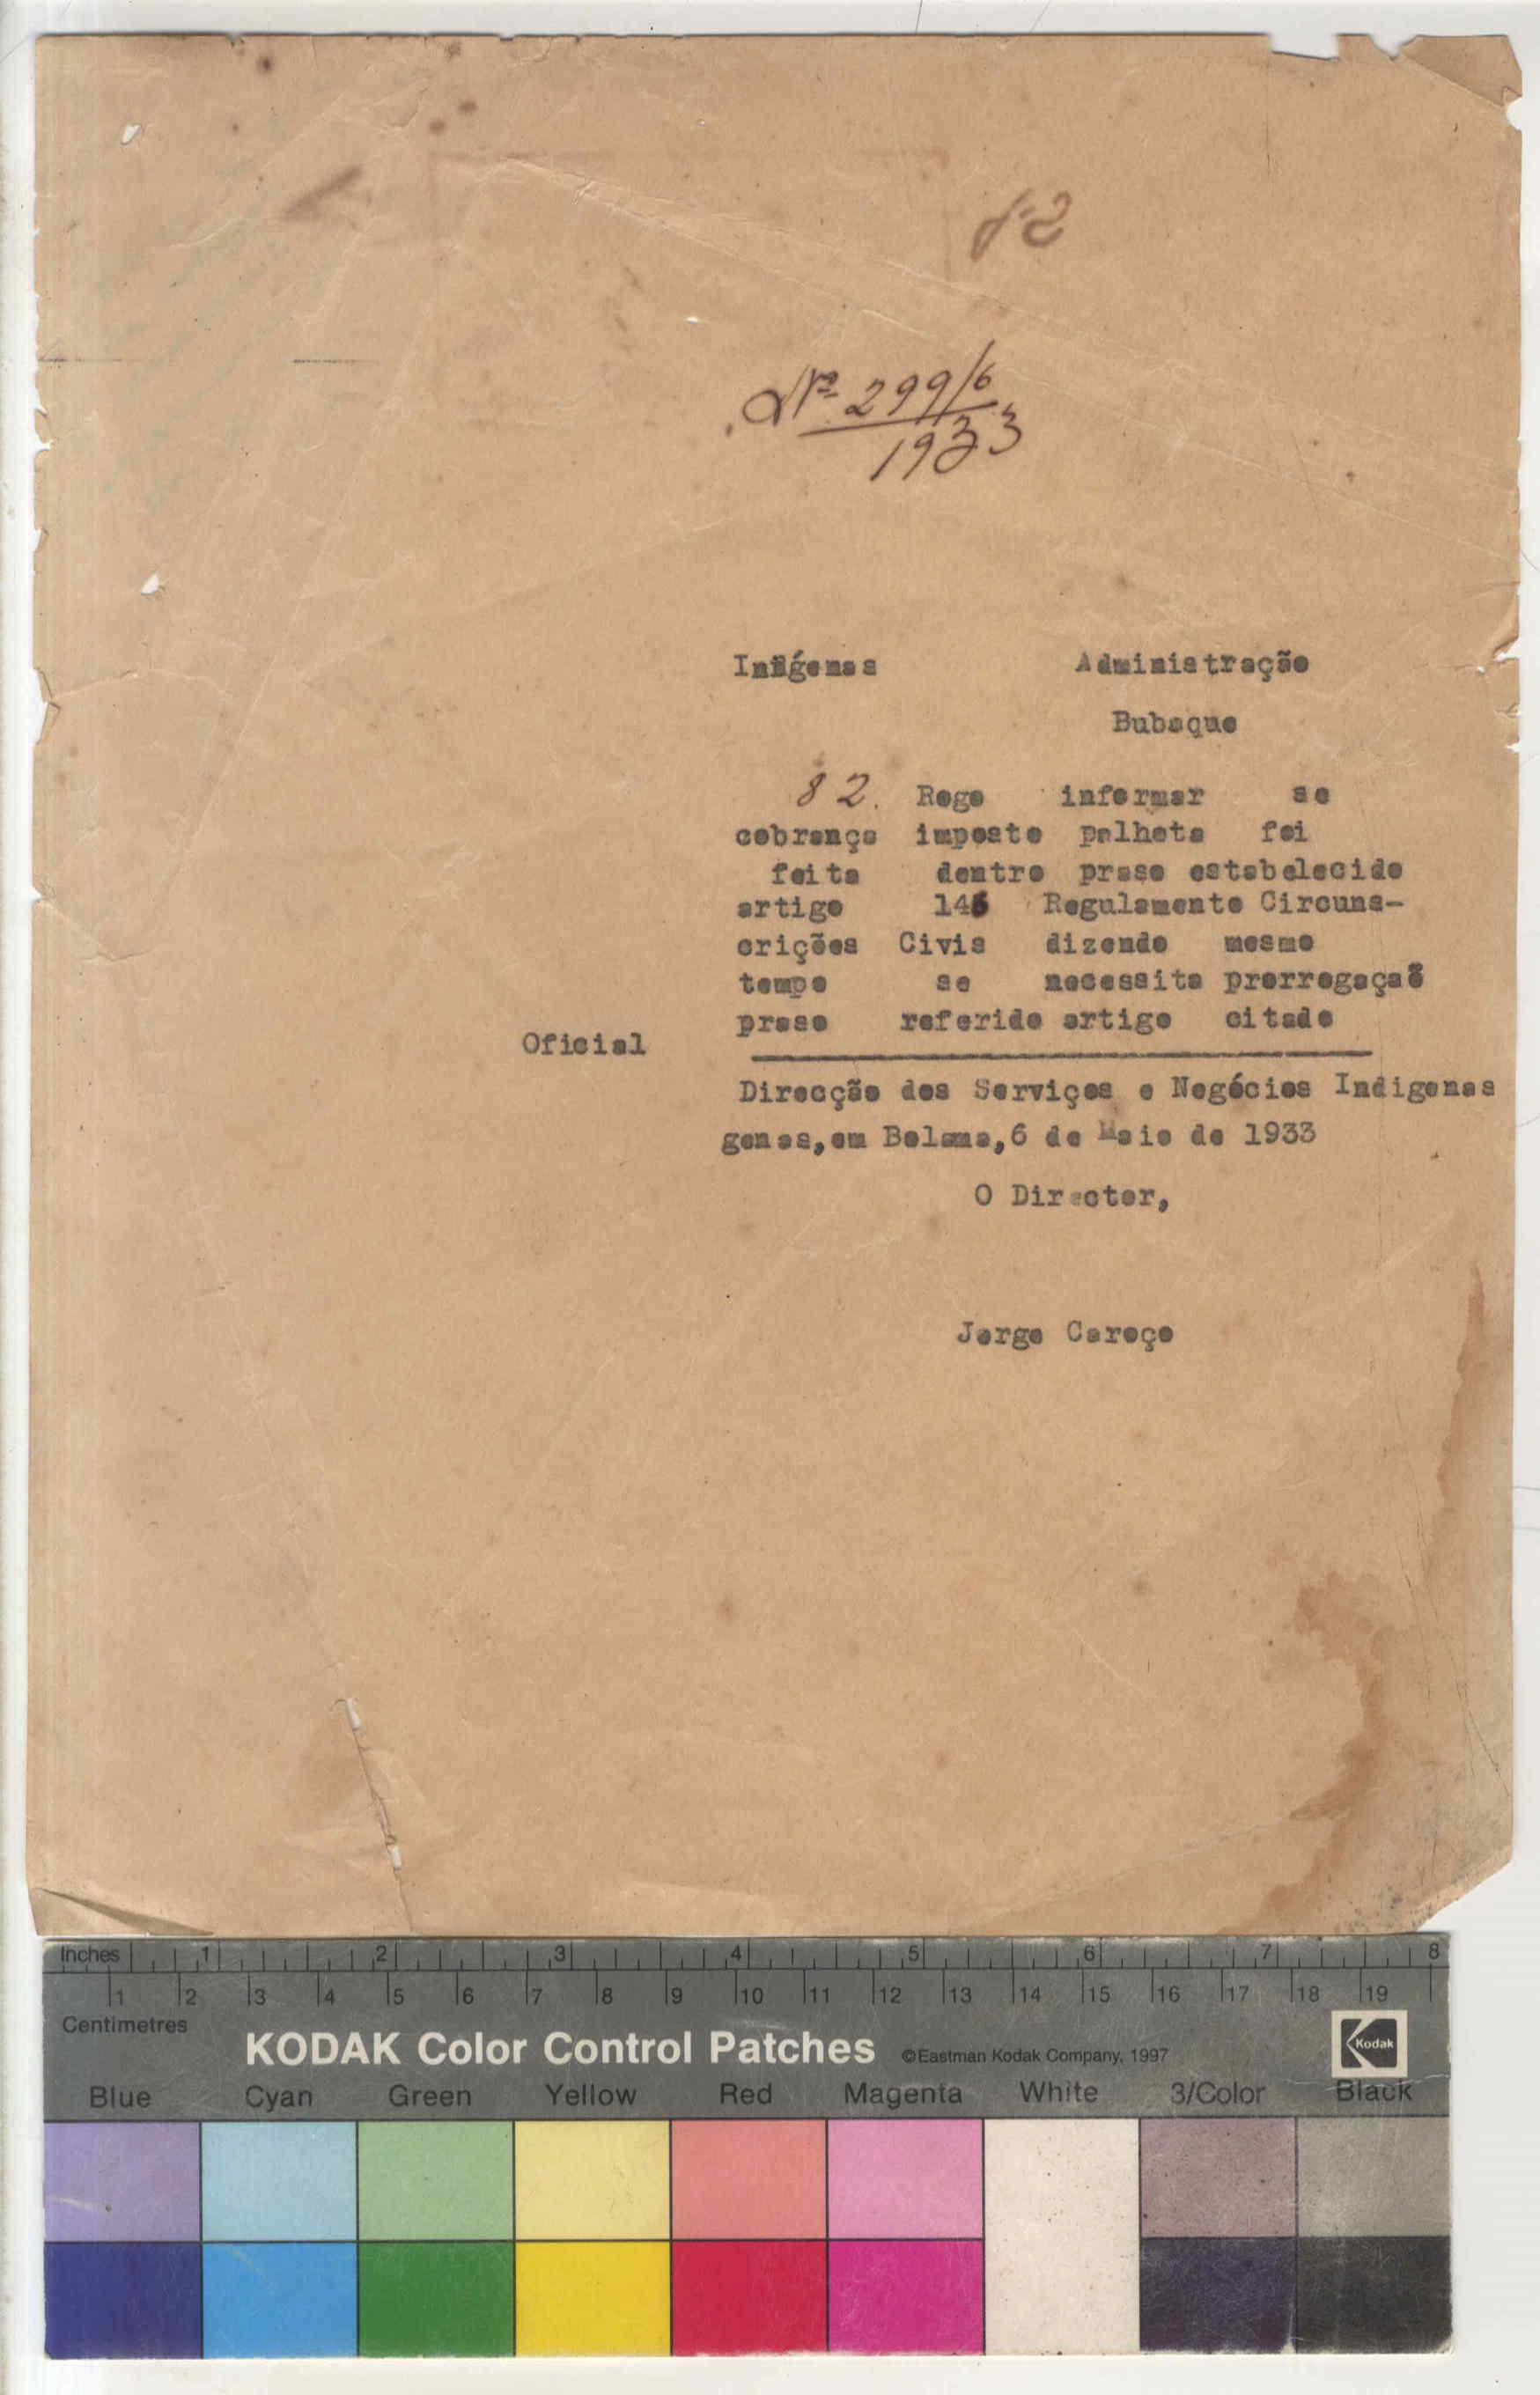 82
Nº 299/6
1933
Indígenas Administração
Bubaque
82. Rogo informar se
cobrança imposto palhota foi
feita dentro praso estabelecido
artigo 146 Regulamento Circuns-
crições Civis dizendo mesmo
tempo se necessita prorrogação
praso referido artigo citado
Oficial
Direcção dos Serviços e Negócios Indigenas
genas, em Bolama, 6 de Maio de 1933
O Director,
Jorge Caroço
Inches 1 2 3 4 5 6 7 8
1 2 3 4 5 6 7 8 9 10 11 12 13 14 15 16 17 18 19
Centimetres
KODAK Color Control Patches ©Eastman Kodak Company, 1997 Kodak
Blue Cyan Green Yellow Red Magenta White 3/Color Black